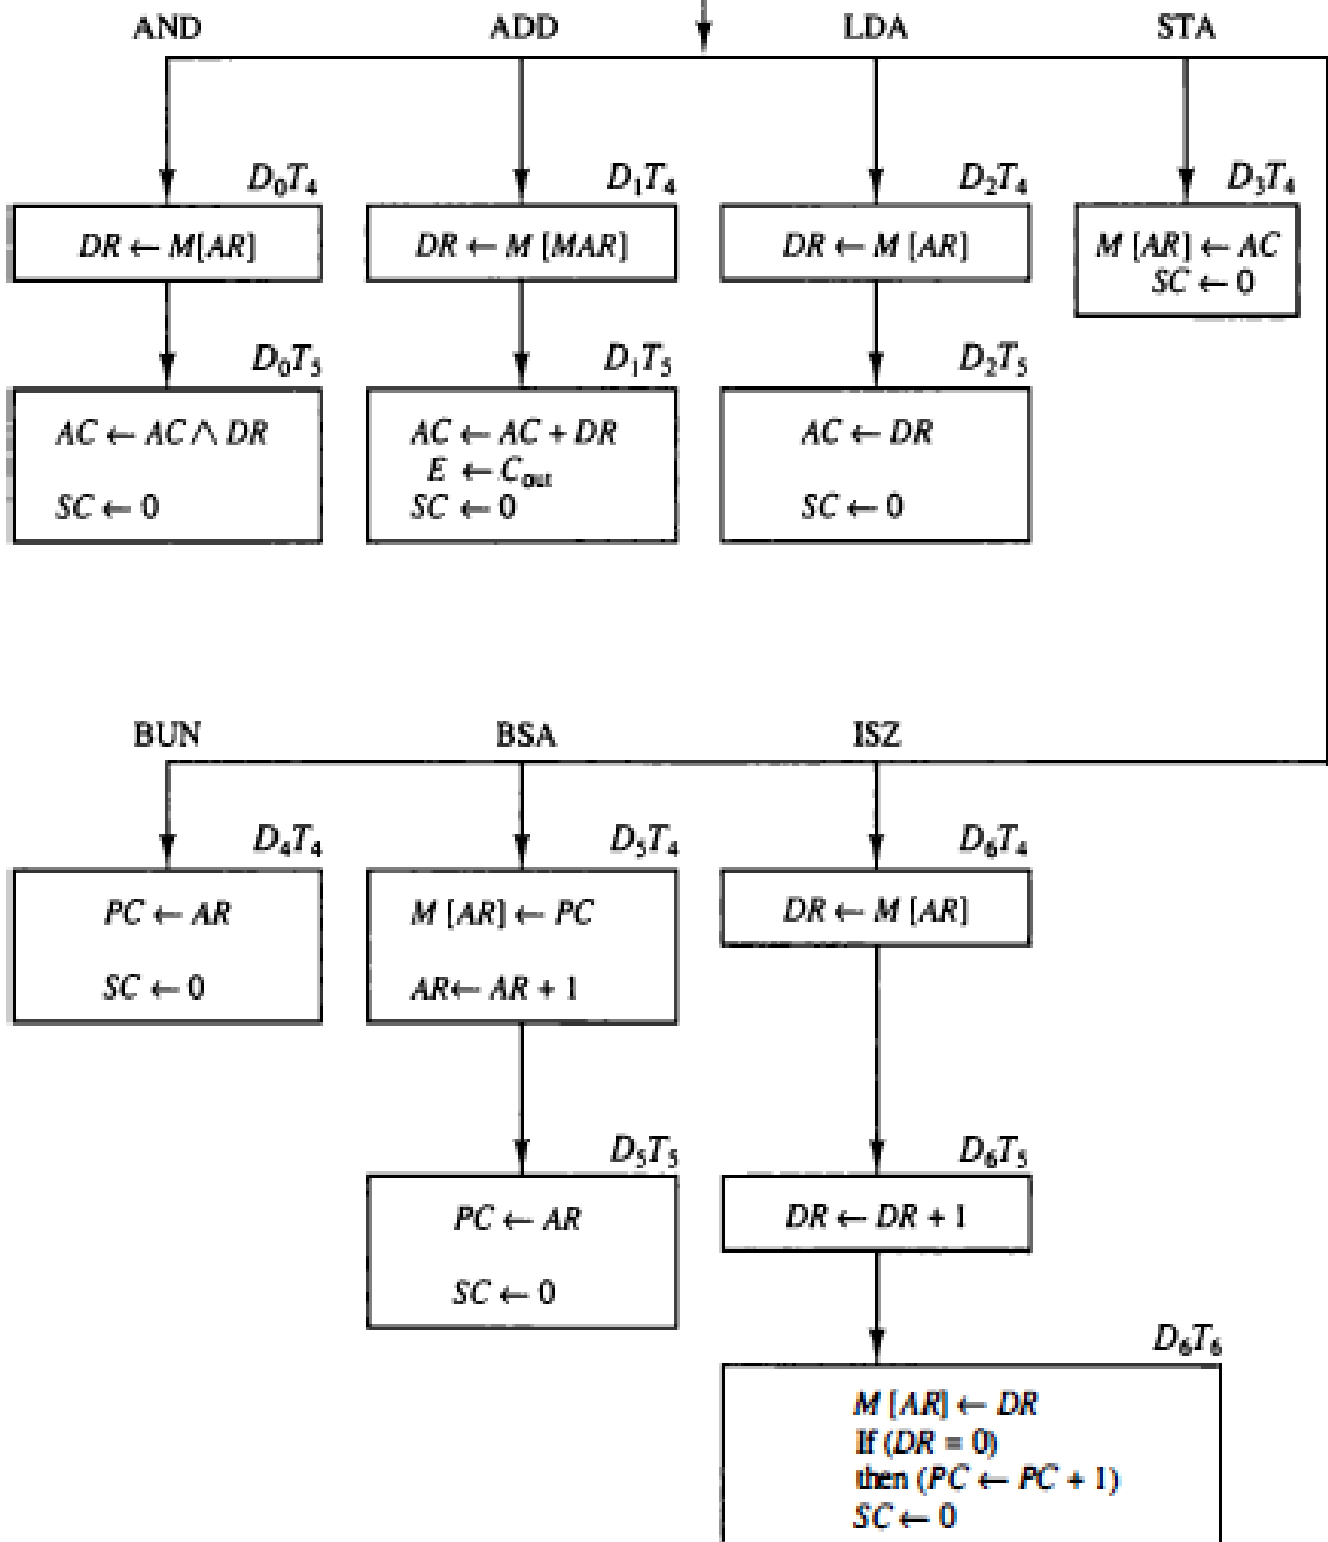 AND ADD LDA STA
D₀T₄ D₁T₄ D₂T₄ D₃T₄
DR ← M[AR] DR ← M [MAR] DR ← M [AR] M [AR] ← AC
SC ← 0
D₀T₅ D₁T₅ D₂T₅
AC ← AC ∧ DR AC ← AC + DR AC ← DR
E ← Cout
SC ← 0 SC ← 0 SC ← 0
BUN BSA ISZ
D₄T₄ D₅T₄ D₆T₄
PC ← AR M [AR] ← PC DR ← M [AR]
SC ← 0 AR← AR + 1
D₅T₅ D₆T₅
PC ← AR DR ← DR + 1
SC ← 0
D₆T₆
M [AR] ← DR
If (DR = 0)
then (PC ← PC + 1)
SC ← 0